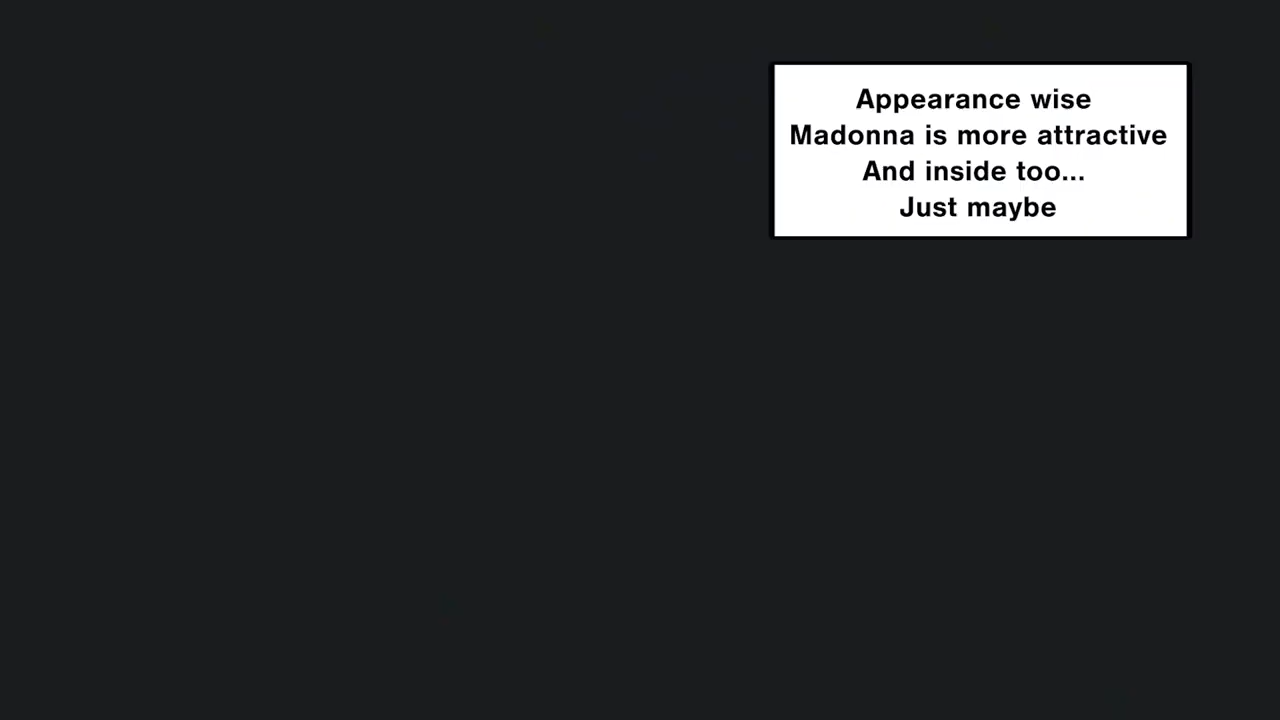 Appearance wise
Madonna is more attractive
And inside too...
Just maybe